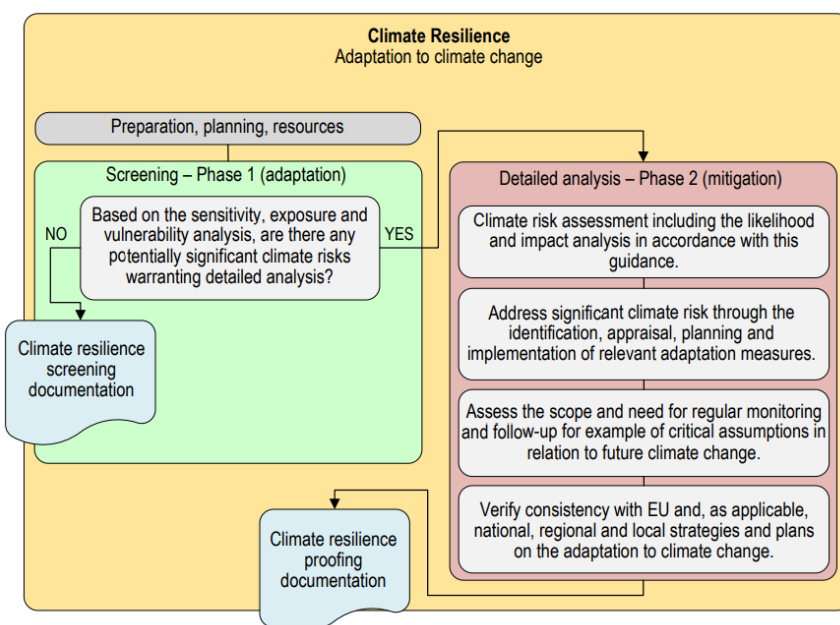 Climate Resilience
Adaptation to climate change
Preparation, planning, resources
Screening – Phase 1 (adaptation)
Based on the sensitivity, exposure and
vulnerability analysis, are there any
potentially significant climate risks
warranting detailed analysis?
NO
YES
Climate resilience
screening
documentation
Detailed analysis – Phase 2 (mitigation)
Climate risk assessment including the likelihood
and impact analysis in accordance with this
guidance.
Address significant climate risk through the
identification, appraisal, planning and
implementation of relevant adaptation measures.
Assess the scope and need for regular monitoring
and follow-up for example of critical assumptions in
relation to future climate change.
Verify consistency with EU and, as applicable,
national, regional and local strategies and plans
on the adaptation to climate change.
Climate resilience
proofing
documentation